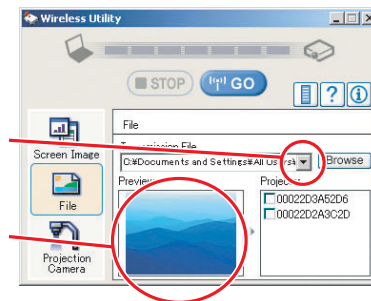 Wireless Utility
STOP
GO
File
Screen Image
Transmission File
C:¥Documents and Settings¥All Users¥
Browse
Preview
File
00022D3A52D6
00022D2A3C2D
Projection
Camera